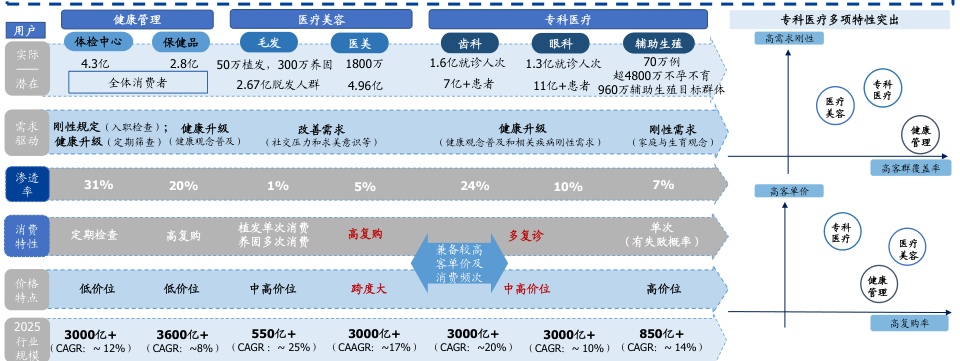 健康管理
医疗美容
专科医疗
专科医疗多项特性突出
用户
体检中心
保健品
毛发
医美
齿科
眼科
辅助生殖
实际
潜在
4.3亿
2.8亿
50万植发，300万养固
1800万
1.6亿就诊人次
1.3亿就诊人次
70万例
全体消费者
2.67亿脱发人群
4.96亿
7亿+患者
11亿+患者
超4800万不孕不育
960万辅助生殖目标群体
需求
驱动
刚性规定（入职检查）；
健康升级（定期筛查）
健康升级
（健康观念普及）
改善需求
（社交压力和求美意识等）
健康升级
（健康观念普及和相关疾病刚性需求）
刚性需求
（家庭与生育观念）
渗透
率
31%
20%
1%
5%
24%
10%
7%
消费
特性
定期检查
高复购
植发单次消费
养固多次消费
高复购
多复诊
单次
（有失败概率）
兼备较高
客单价及
消费频次
价格
特点
低价位
低价位
中高价位
跨度大
中高价位
高价位
2025
行业
规模
3000亿+
（CAGR：~ 12%）
3600亿+
（CAGR：~8%）
550亿+
（CAGR：~ 25%）
3000亿+
（CAAGR：~17%）
3000亿+
（CAGR：~20%）
3000亿+
（CAGR：~ 10%）
850亿+
（CAGR：~ 14%）
高需求刚性
专科
医疗
医疗
美容
健康
管理
高客群覆盖率
高客单价
专科
医疗
医疗
美容
健康
管理
高复购率